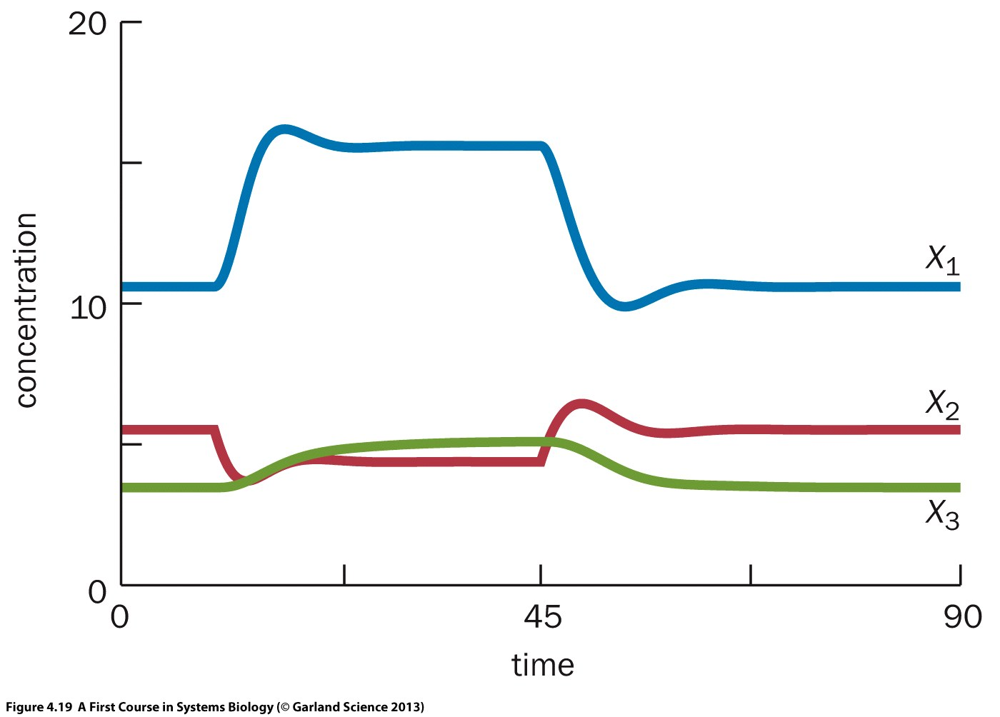 20
10
0
concentration
X1
X2
X3
0 45 90
time
Figure 4.19 A First Course in Systems Biology (© Garland Science 2013)